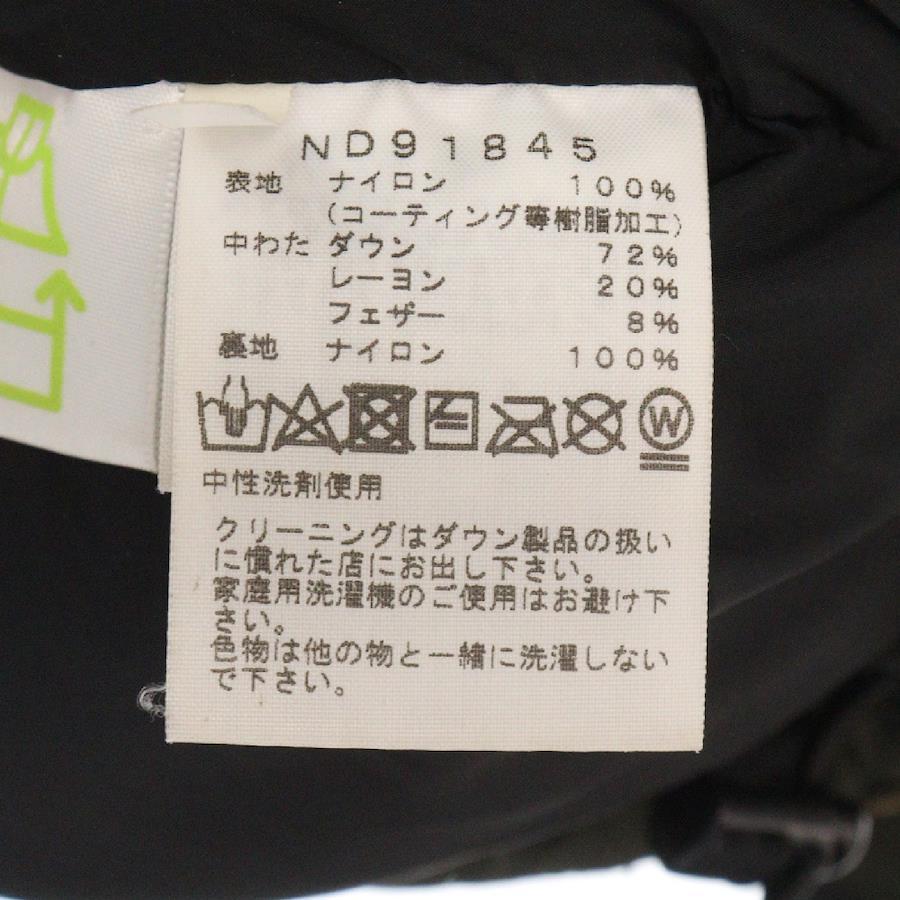 ND91845
表地 ナイロン 100%
(コーティング等樹脂加工)
中わた ダウン 72%
レーヨン 20%
フェザー 8%
裏地 ナイロン 100%
W
中性洗剤使用
クリーニングはダウン製品の扱い
に慣れた店にお出し下さい。
家庭用洗濯機のご使用はお避け下
さい。
色物は他の物と一緒に洗濯しない
で下さい。